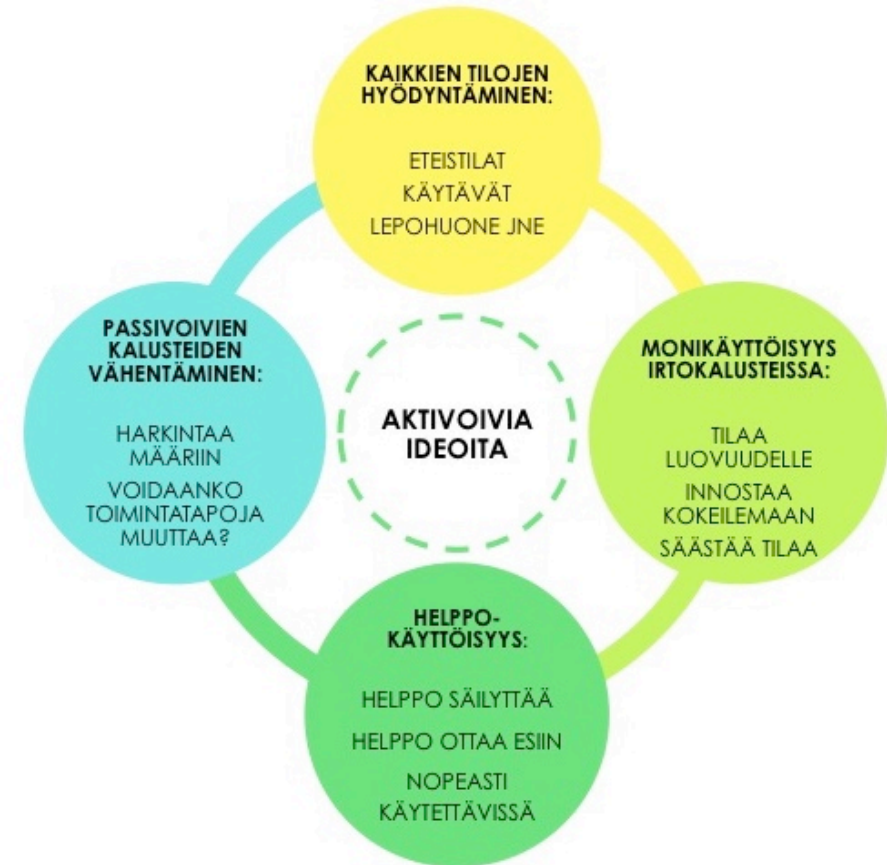 KAIKKIEN TILOJEN
HYÖDYNTÄMINEN:
ETEISTILAT
KÄYTÄVÄT
LEPOHUONE JNE
PASSIVOIVIEN
KALUSTEIDEN
VÄHENTÄMINEN:
HARKINTAA
MÄÄRIIN
VOIDAANKO
TOIMINTATAPOJA
MUUTTAA?
AKTIVOIVIA
IDEOITA
MONIKÄYTTÖISYYS
IRTOKALUSTEISSA:
TILAA
LUOVUUDELLE
INNOSTAA
KOKEILEMAAN
SÄÄSTÄÄ TILAA
HELPPO-
KÄYTTÖISYYS:
HELPPO SÄILYTTÄÄ
HELPPO OTTAA ESIIN
NOPEASTI
KÄYTETTÄVISSÄ